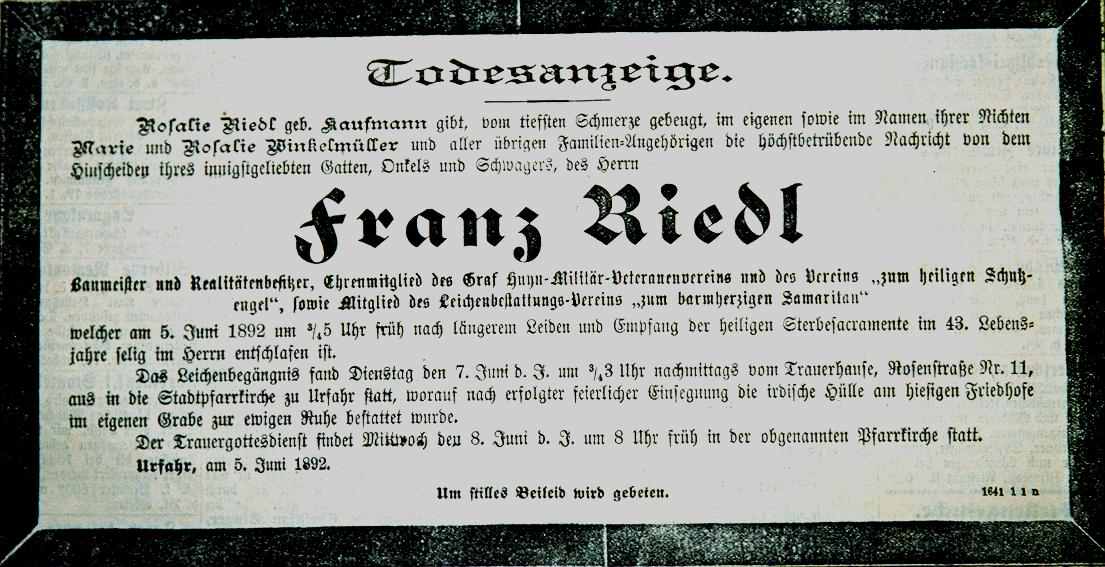 Todesanzeige.
Rosalie Riedl geb. Kaufmann gibt, vom tiefsten Schmerze gebeugt, im eigenen sowie im Namen ihrer Nichten
Marie und Rosalie Winkelmüller und aller übrigen Familien-Angehörigen die höchstbetrübende Nachricht von dem
Hinscheiden ihres innigstgeliebten Gatten, Onkels und Schwagers, des Herrn
Franz Riedl
Baumeister und Realitätenbesitzer, Ehrenmitglied des Graf Huyn-Militär-Veteranenvereins und des Vereins „zum heiligen Schutz-
engel“, sowie Mitglied des Leichenbestattungs-Vereins „zum barmherzigen Samaritan“
welcher am 5. Juni 1892 um ¾5 Uhr früh nach längerem Leiden und Empfang der heiligen Sterbesacramente im 43. Lebens-
jahre selig im Herrn entschlafen ist.
Das Leichenbegängnis fand Dienstag den 7. Juni d. J. um ¾3 Uhr nachmittags vom Trauerhause, Rosenstraße Nr. 11,
aus in die Stadtpfarrkirche zu Urfahr statt, worauf nach erfolgter feierlicher Einsegnung die irdische Hülle am hiesigen Friedhofe
im eigenen Grabe zur ewigen Ruhe bestattet wurde.
Der Trauergottesdienst findet Mittwoch den 8. Juni d. J. um 8 Uhr früh in der obgenannten Pfarrkirche statt.
Urfahr, am 5. Juni 1892.
Um stilles Beileid wird gebeten.
1641 1 1 n